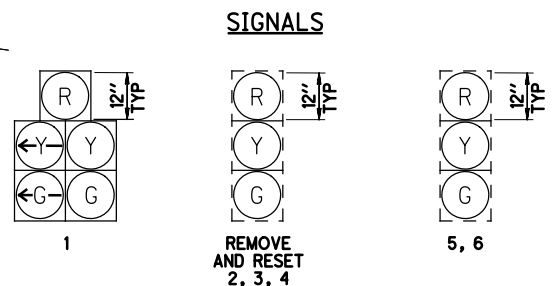 SIGNALS
R
12" TYP
Y Y
G G
1
R
12" TYP
Y
G
REMOVE
AND RESET
2, 3, 4
R
12" TYP
Y
G
5, 6